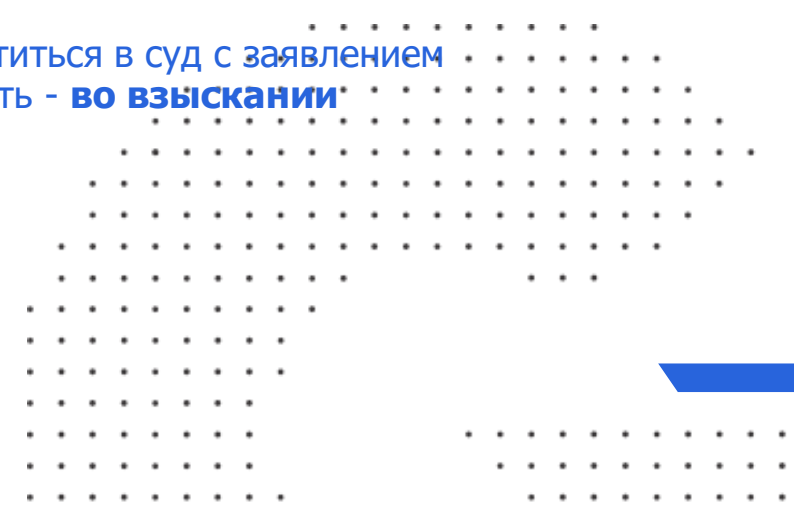 титься в суд с заявлением
ть - во взыскании